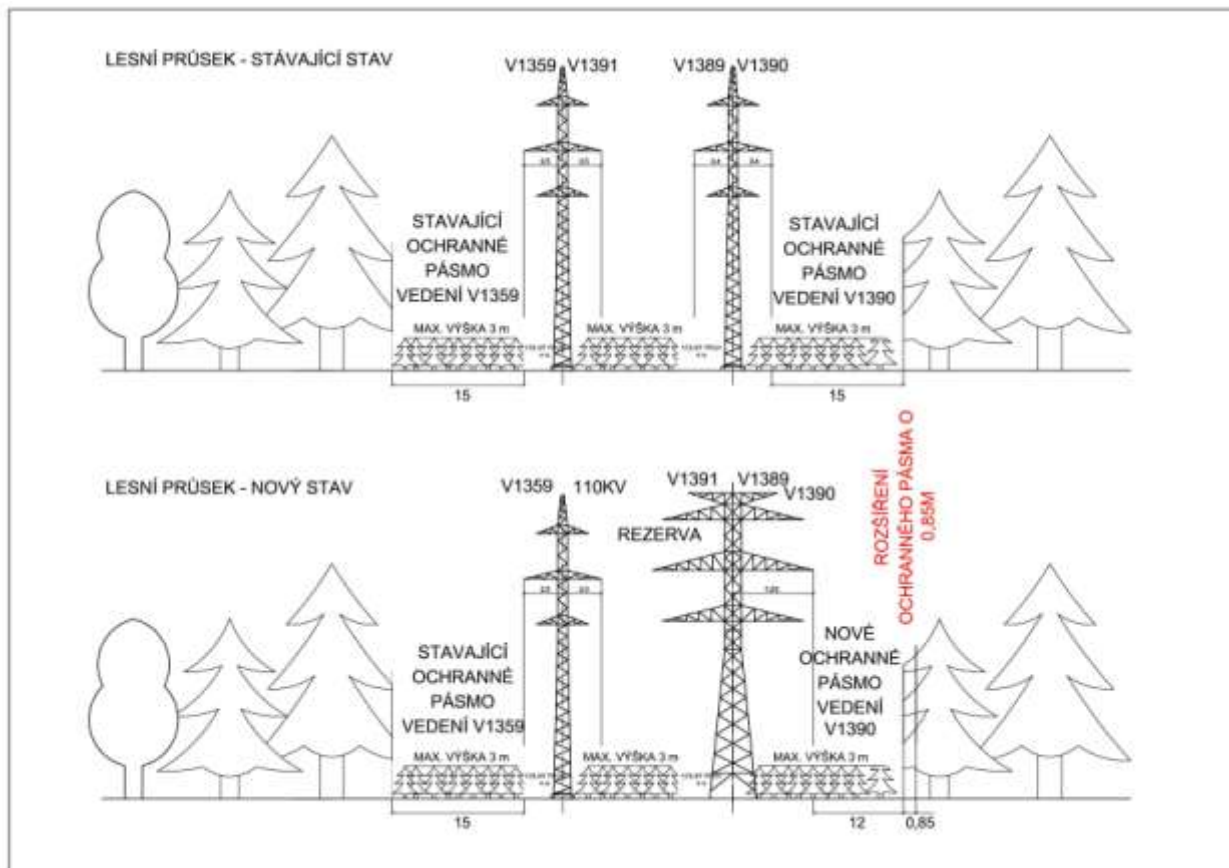 LESNÍ PRŮSEK - STÁVAJÍCÍ STAV
V1359
V1391
V1389
V1390
STAVAJÍCÍ
OCHRANNÉ
PÁSMO
VEDENÍ V1359
STAVAJÍCÍ
OCHRANNÉ
PÁSMO
VEDENÍ V1390
MAX. VÝŠKA 3 m
MAX. VÝŠKA 3 m
MAX. VÝŠKA 3 m
15
15
LESNÍ PRŮSEK - NOVÝ STAV
V1359
110KV
V1391
V1389
V1390
REZERVA
ROZŠÍŘENÍ
OCHRANNÉHO PÁSMA O
0,85M
STAVAJÍCÍ
OCHRANNÉ
PÁSMO
VEDENÍ V1359
NOVÉ
OCHRANNÉ
PÁSMO
VEDENÍ
V1390
MAX. VÝŠKA 3 m
MAX. VÝŠKA 3 m
MAX. VÝŠKA 3 m
15
12
0,85